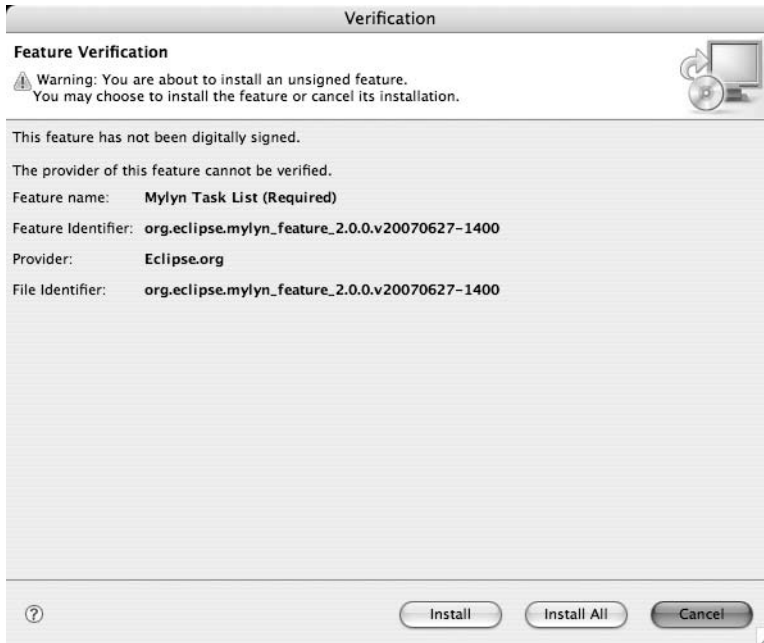 Verification
Feature Verification
Warning: You are about to install an unsigned feature.
You may choose to install the feature or cancel its installation.
This feature has not been digitally signed.
The provider of this feature cannot be verified.
Feature name: Mylyn Task List (Required)
Feature Identifier: org.eclipse.mylyn_feature_2.0.0.v20070627-1400
Provider: Eclipse.org
File Identifier: org.eclipse.mylyn_feature_2.0.0.v20070627-1400
? Install Install All Cancel